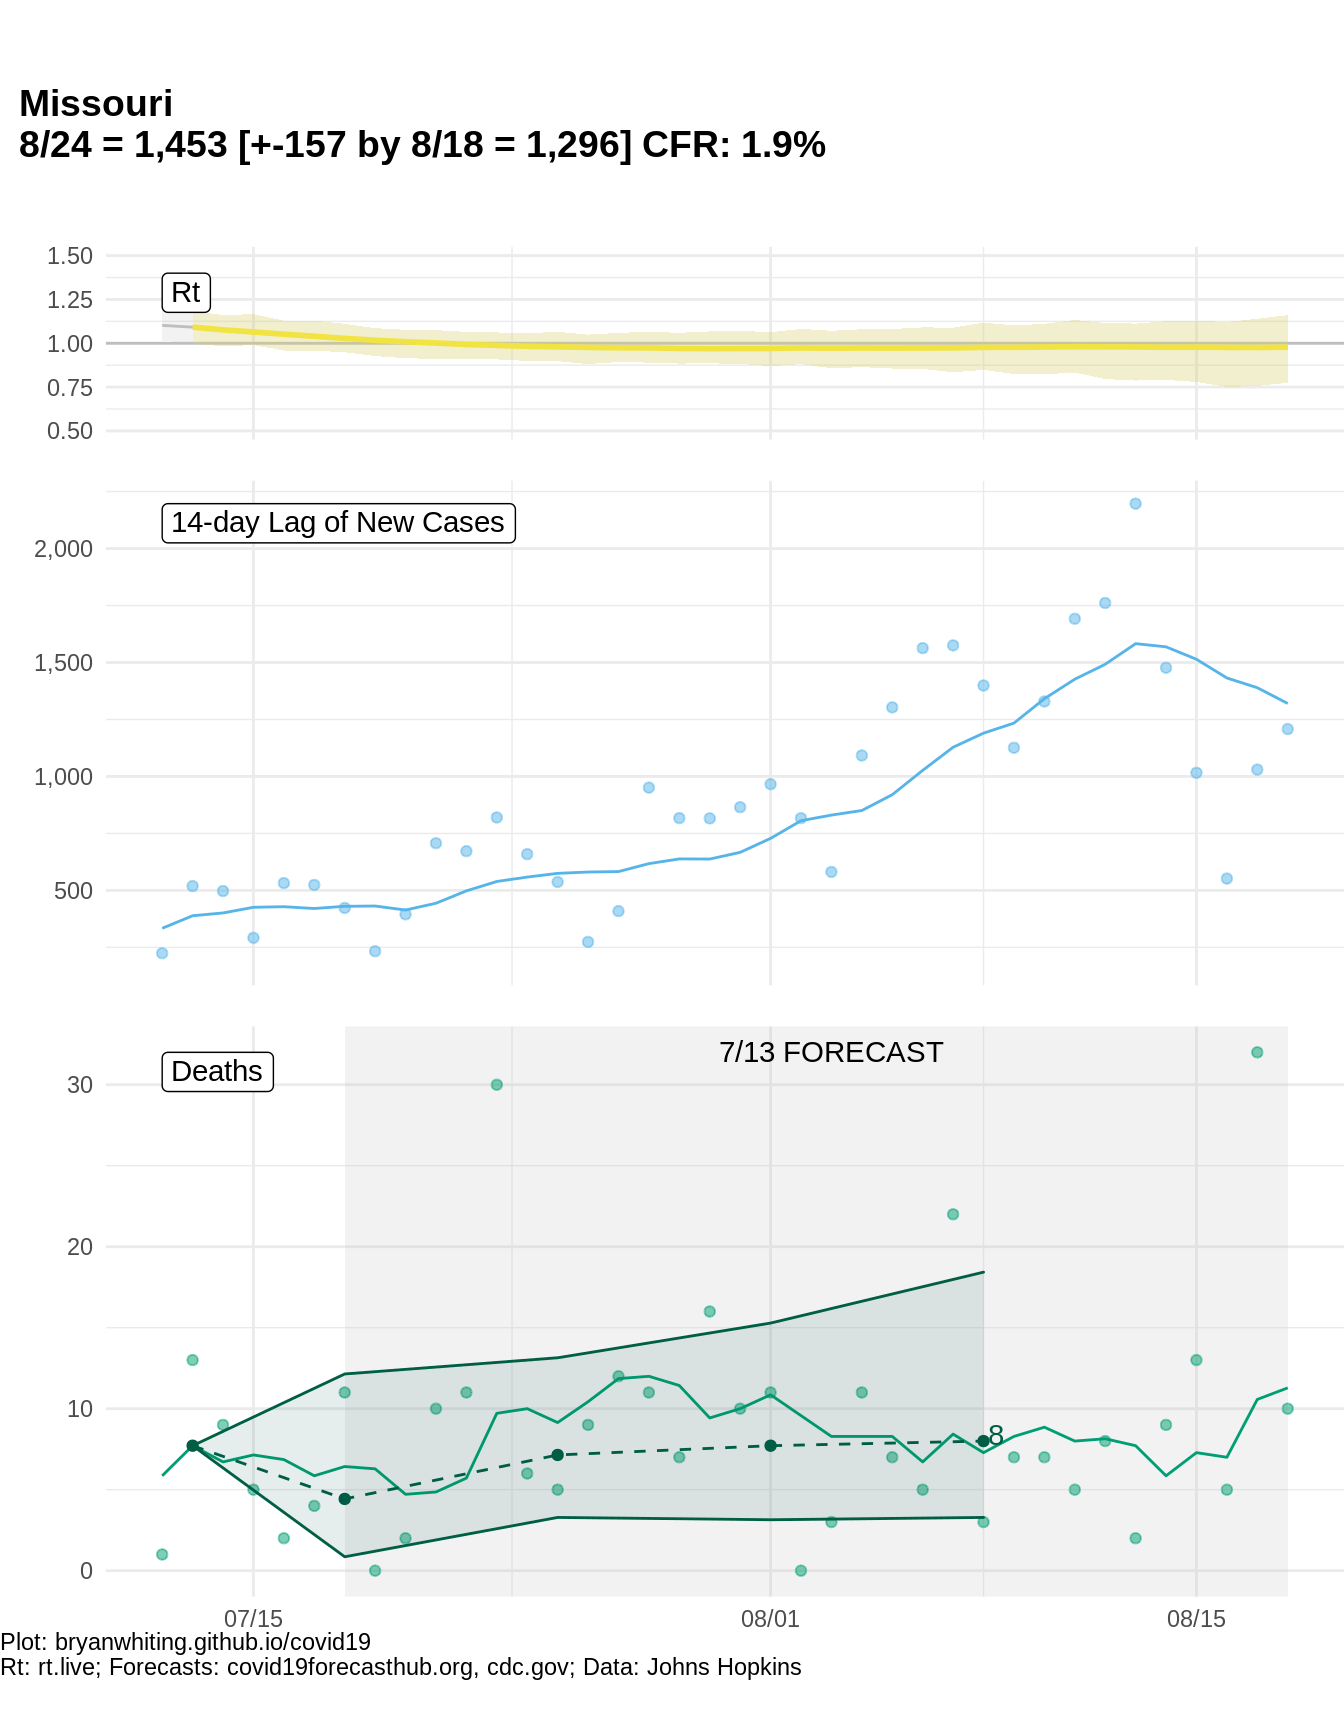 Missouri
8/24 = 1,453 [+-157 by 8/18 = 1,296] CFR: 1.9%
1.50
1.25
1.00
0.75
0.50
Rt
2,000
1,500
1,000
500
14-day Lag of New Cases
30
20
10
0
Deaths
7/13 FORECAST
8
07/15
08/01
08/15
Plot: bryanwhiting.github.io/covid19
Rt: rt.live; Forecasts: covid19forecasthub.org, cdc.gov; Data: Johns Hopkins